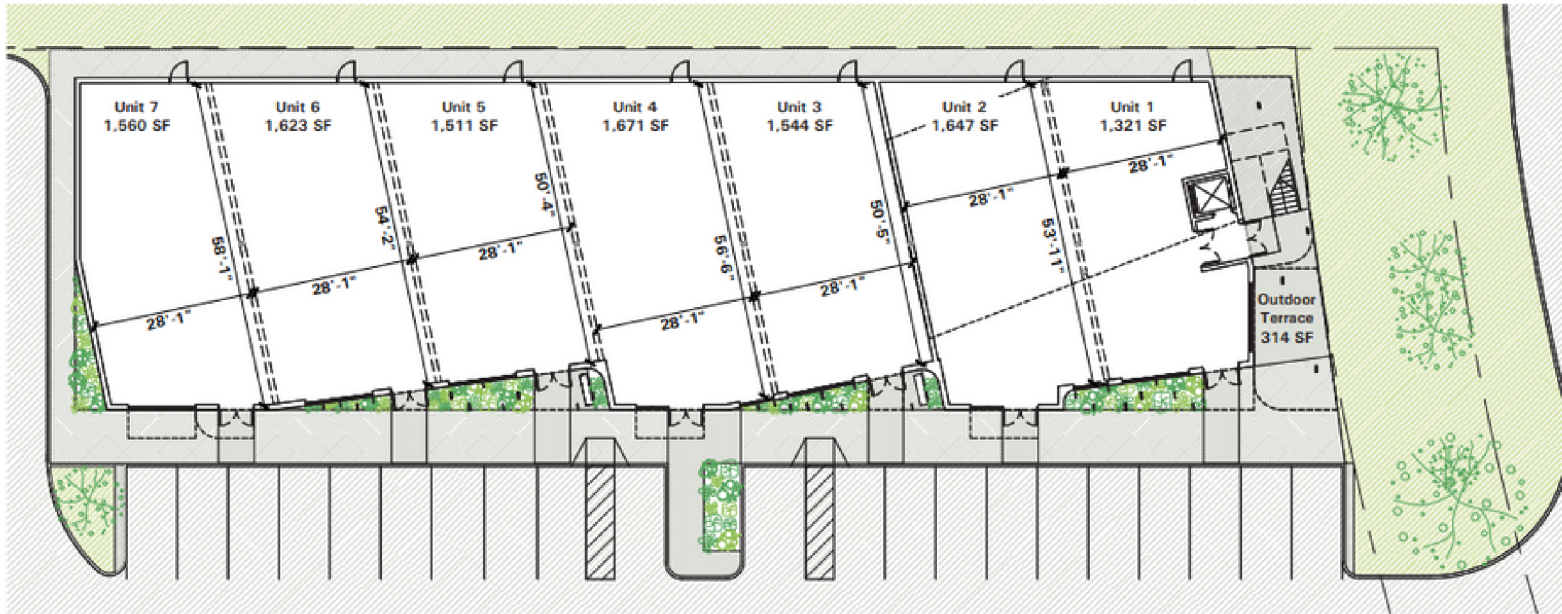 Unit 7
1,560 SF
Unit 6
1,623 SF
Unit 5
1,511 SF
Unit 4
1,671 SF
Unit 3
1,544 SF
Unit 2
1,647 SF
Unit 1
1,321 SF
58'-1"
54'-2"
50'-4"
56'-6"
50'-5"
53'-11"
28'-1"
28'-1"
28'-1"
28'-1"
28'-1"
28'-1"
28'-1"
Outdoor
Terrace
314 SF